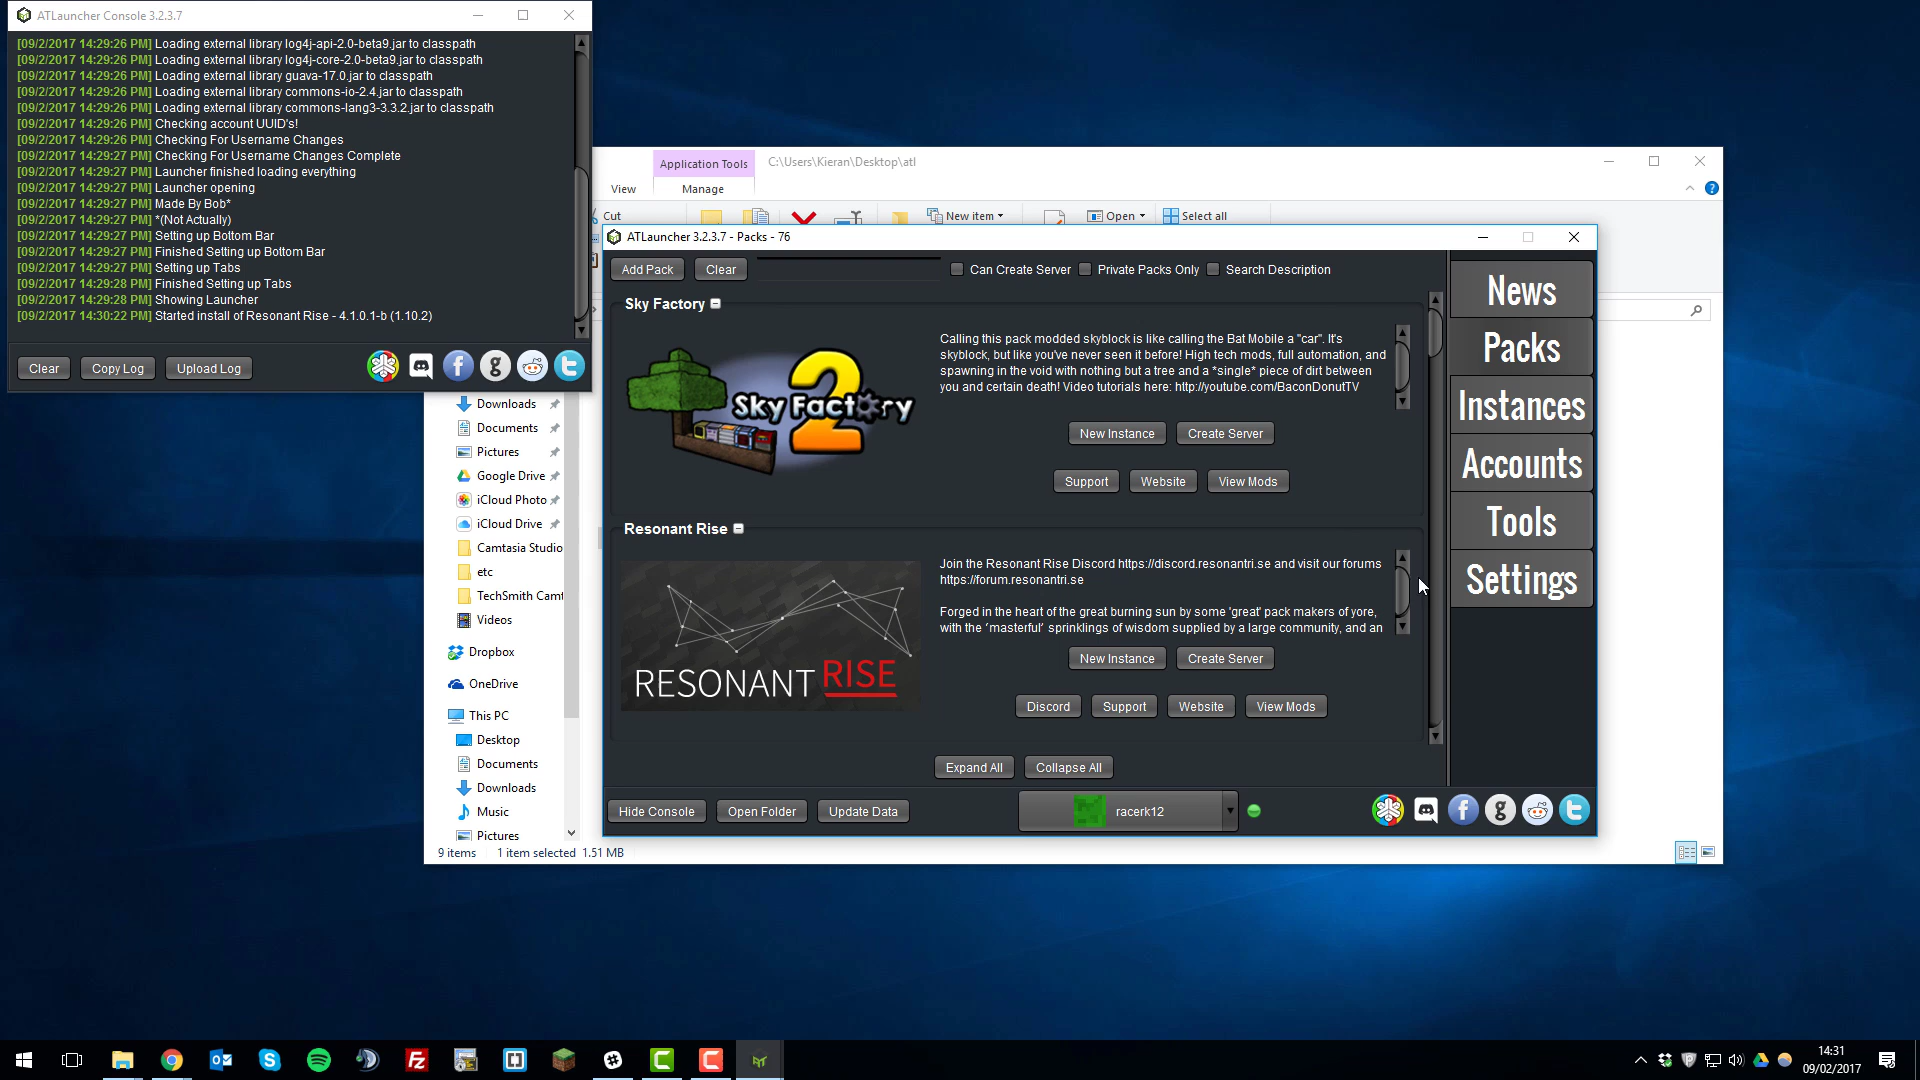 ATLauncher Console 3.2.3.7
[09/2/2017 14:29:26 PM] Loading external library log4j-api-2.0-beta9.jar to classpath
[09/2/2017 14:29:26 PM] Loading external library log4j-core-2.0-beta9.jar to classpath
[09/2/2017 14:29:26 PM] Loading external library guava-17.0.jar to classpath
[09/2/2017 14:29:26 PM] Loading external library commons-io-2.4.jar to classpath
[09/2/2017 14:29:26 PM] Loading external library commons-lang3-3.3.2.jar to classpath
[09/2/2017 14:29:26 PM] Checking account UUID's!
[09/2/2017 14:29:26 PM] Checking For Username Changes
[09/2/2017 14:29:27 PM] Checking For Username Changes Complete
[09/2/2017 14:29:27 PM] Launcher finished loading everything
[09/2/2017 14:29:27 PM] Launcher opening
[09/2/2017 14:29:27 PM] Made By Bob*
[09/2/2017 14:29:27 PM] *(Not Actually)
[09/2/2017 14:29:27 PM] Setting up Bottom Bar
[09/2/2017 14:29:27 PM] Finished Setting up Bottom Bar
[09/2/2017 14:29:27 PM] Setting up Tabs
[09/2/2017 14:29:28 PM] Finished Setting up Tabs
[09/2/2017 14:29:28 PM] Showing Launcher
[09/2/2017 14:30:22 PM] Started install of Resonant Rise - 4.1.0.1-b (1.10.2)
Clear Copy Log Upload Log
Application Tools C:\Users\Kieran\Desktop\atl
View Manage
Cut New item Open Select all
Downloads
Documents
Pictures
Google Drive
iCloud Photo
iCloud Drive
Camtasia Studio
etc
TechSmith Camt
Videos
Dropbox
OneDrive
This PC
Desktop
Documents
Downloads
Music
Pictures
9 items 1 item selected 1.51 MB
ATLauncher 3.2.3.7 - Packs - 76
Add Pack Clear Can Create Server Private Packs Only Search Description
Sky Factory
Sky Factory 2
Calling this pack modded skyblock is like calling the Bat Mobile a "car". It's
skyblock, but like you've never seen it before! High tech mods, full automation, and
spawning in the void with nothing but a tree and a *single* piece of dirt between
you and certain death! Video tutorials here: http://youtube.com/BaconDonutTV
New Instance Create Server
Support Website View Mods
Resonant Rise
RESONANT RISE
Join the Resonant Rise Discord https://discord.resonantri.se and visit our forums
https://forum.resonantri.se
Forged in the heart of the great burning sun by some 'great' pack makers of yore,
with the ‘masterful’ sprinklings of wisdom supplied by a large community, and an
New Instance Create Server
Discord Support Website View Mods
Expand All Collapse All
Hide Console Open Folder Update Data racerk12
News
Packs
Instances
Accounts
Tools
Settings
14:31
09/02/2017